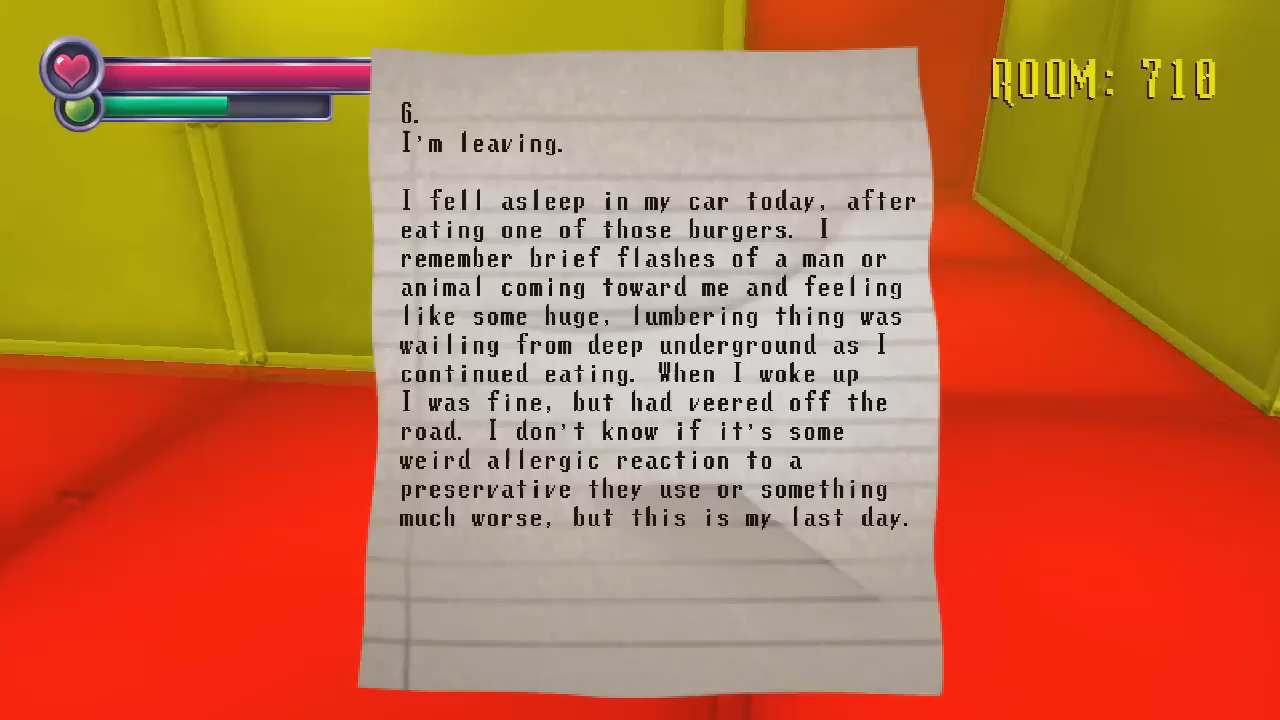 ROOM: 710
6.
I'm leaving.
I fell asleep in my car today, after
eating one of those burgers. I
remember brief flashes of a man or
animal coming toward me and feeling
like some huge, lumbering thing was
wailing from deep underground as I
continued eating. When I woke up
I was fine, but had veered off the
road. I don't know if it's some
weird allergic reaction to a
preservative they use or something
much worse, but this is my last day.